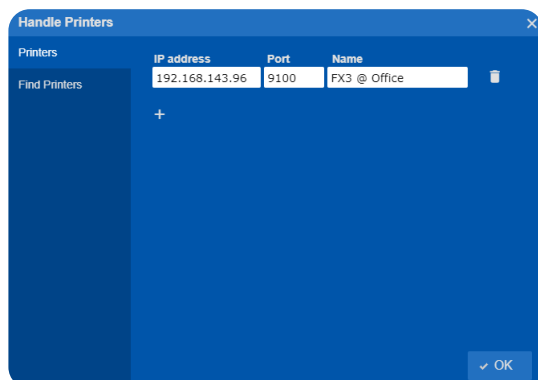 Handle Printers
Printers
Find Printers
IP address Port Name
192.168.143.96 9100 FX3 @ Office
+
OK